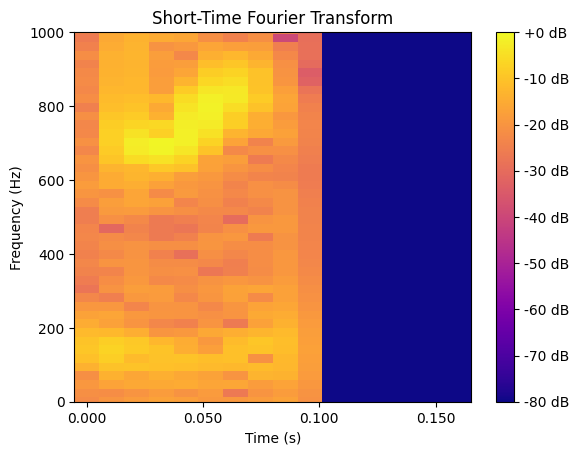 Short-Time Fourier Transform
Frequency (Hz)
1000
800
600
400
200
0
0.000
0.050
0.100
0.150
Time (s)
+0 dB
-10 dB
-20 dB
-30 dB
-40 dB
-50 dB
-60 dB
-70 dB
-80 dB